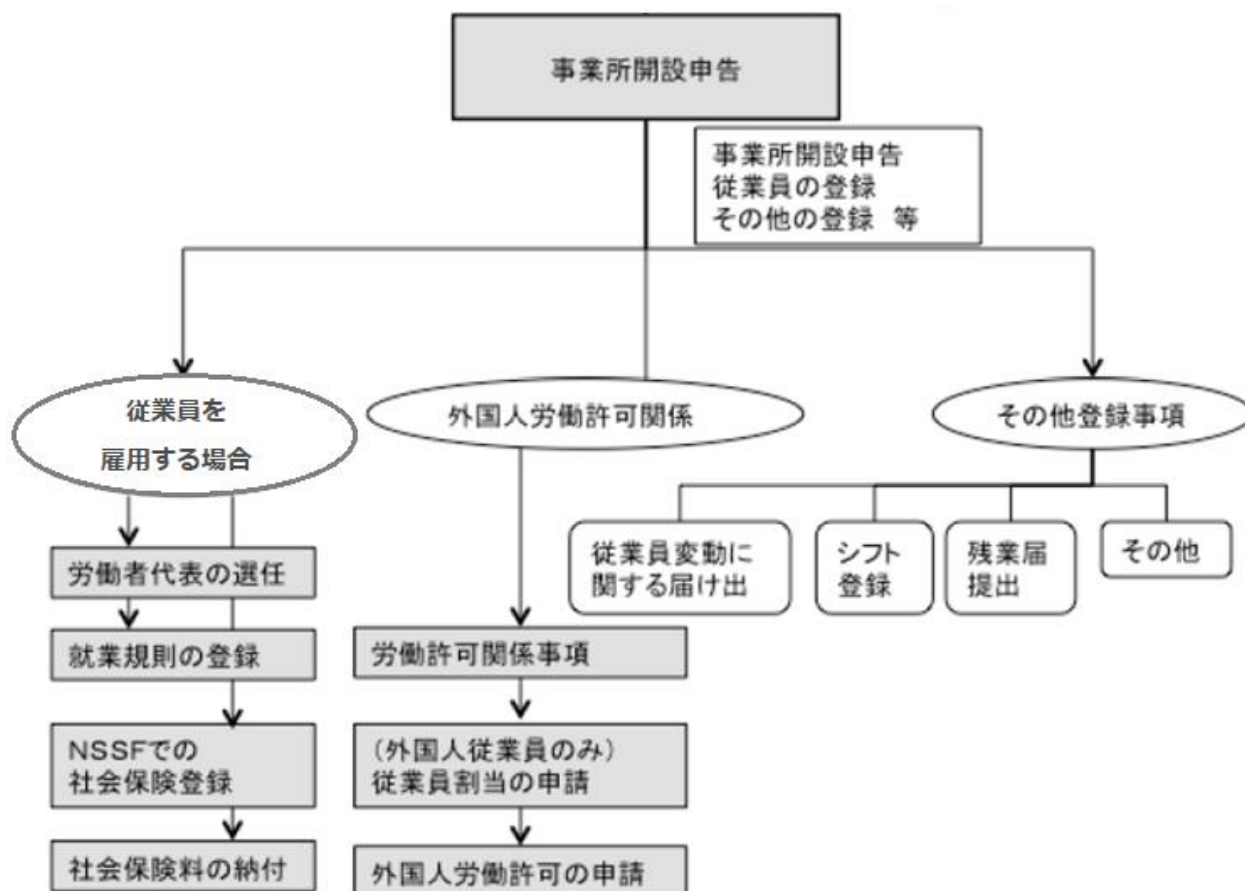 事業所開設申告
事業所開設申告
従業員の登録
その他の登録 等
従業員を
雇用する場合
外国人労働許可関係
その他登録事項
従業員変動に
関する届け出
シフト
登録
残業届
提出
その他
労働者代表の選任
就業規則の登録
NSSFでの
社会保険登録
社会保険料の納付
労働許可関係事項
(外国人従業員のみ)
従業員割当の申請
外国人労働許可の申請